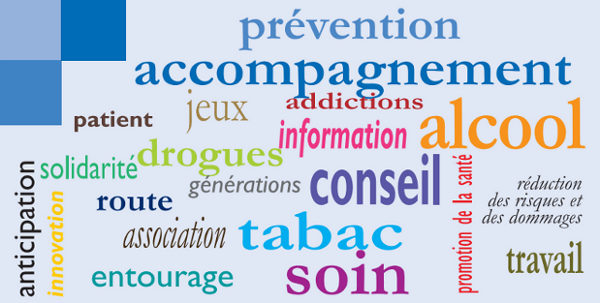 prévention
accompagnement
jeux
addictions
patient
information
alcool
drogues
solidarité
générations
conseil
promotion de la santé
réduction
des risques et
des dommages
anticipation
innovation
route
association
tabac
travail
entourage
soin